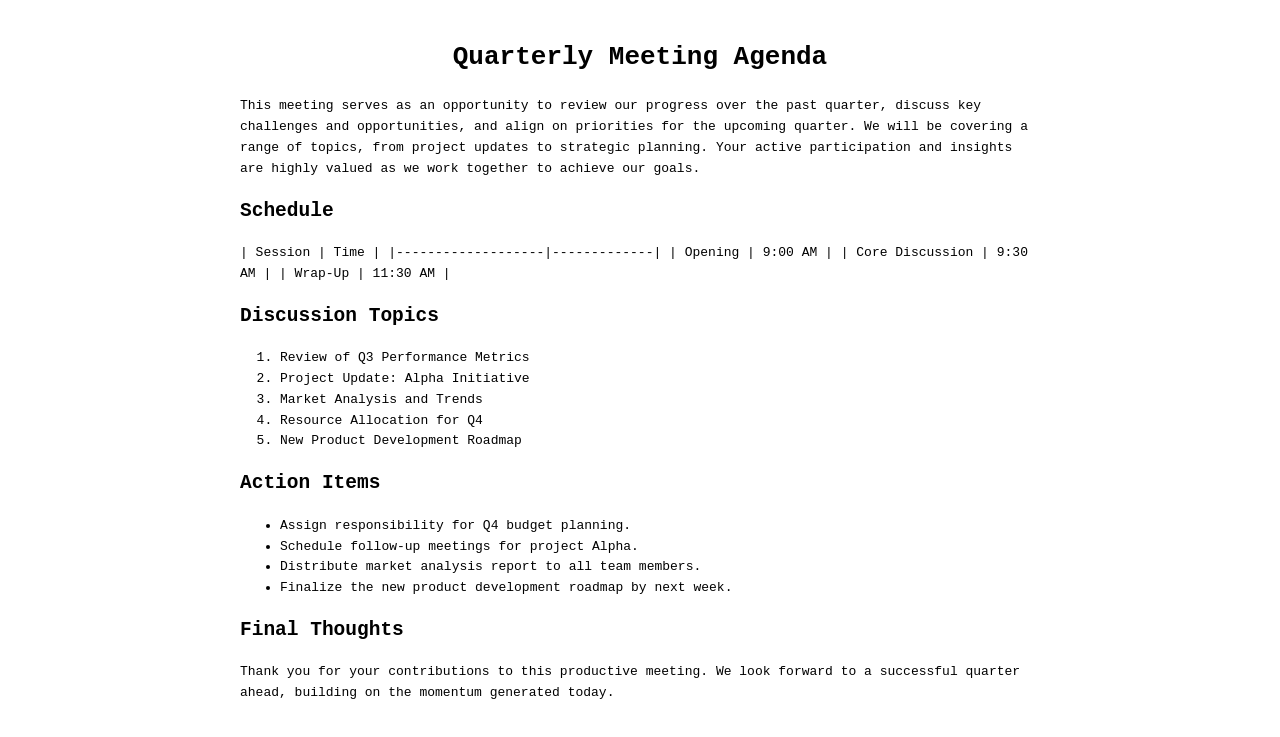 Quarterly Meeting Agenda
This meeting serves as an opportunity to review our progress over the past quarter, discuss key
challenges and opportunities, and align on priorities for the upcoming quarter. We will be covering a
range of topics, from project updates to strategic planning. Your active participation and insights
are highly valued as we work together to achieve our goals.
Schedule
| Session | Time | |-------------------|-------------| | Opening | 9:00 AM | | Core Discussion | 9:30
AM | | Wrap-Up | 11:30 AM |
Discussion Topics
1. Review of Q3 Performance Metrics
2. Project Update: Alpha Initiative
3. Market Analysis and Trends
4. Resource Allocation for Q4
5. New Product Development Roadmap
Action Items
• Assign responsibility for Q4 budget planning.
• Schedule follow-up meetings for project Alpha.
• Distribute market analysis report to all team members.
• Finalize the new product development roadmap by next week.
Final Thoughts
Thank you for your contributions to this productive meeting. We look forward to a successful quarter
ahead, building on the momentum generated today.